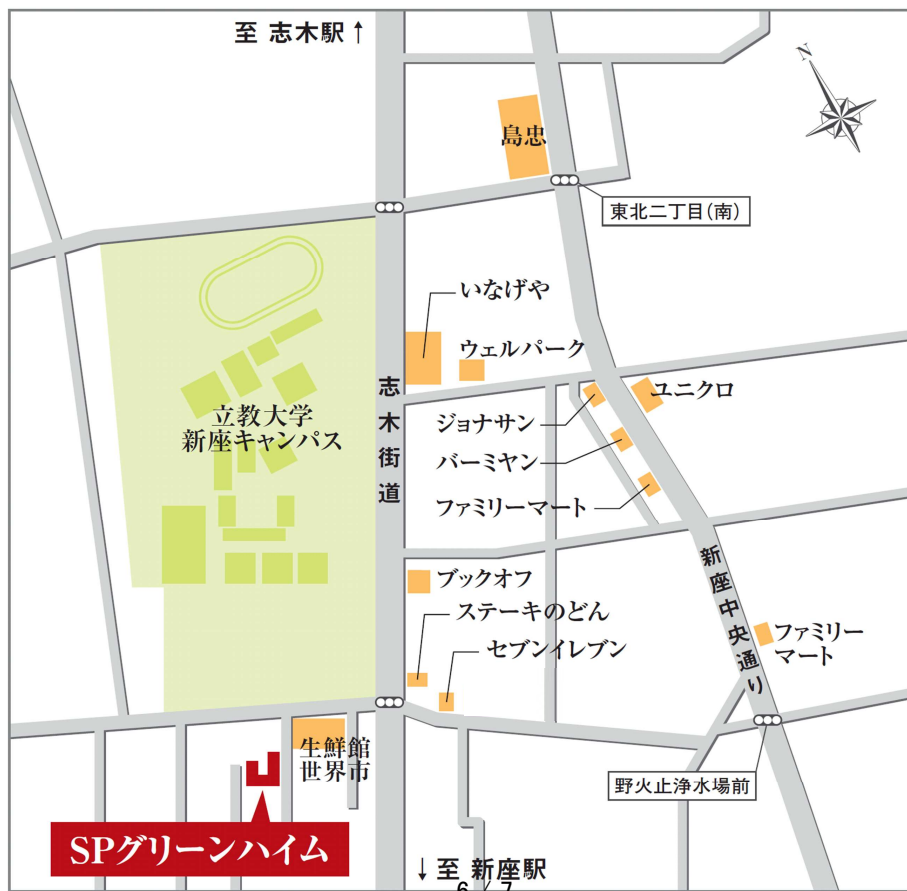 至 志木駅↑
N
島忠
東北二丁目(南)
いなげや
ウェルパーク
志木街道
ユニクロ
立教大学
新座キャンパス
ジョナサン
バーミヤン
ファミリーマート
新座中央通り
ブックオフ
ステーキのどん
セブンイレブン
ファミリー
マート
生鮮館
世界市
野火止浄水場前
SPグリーンハイム
↓至 新座駅
6 7